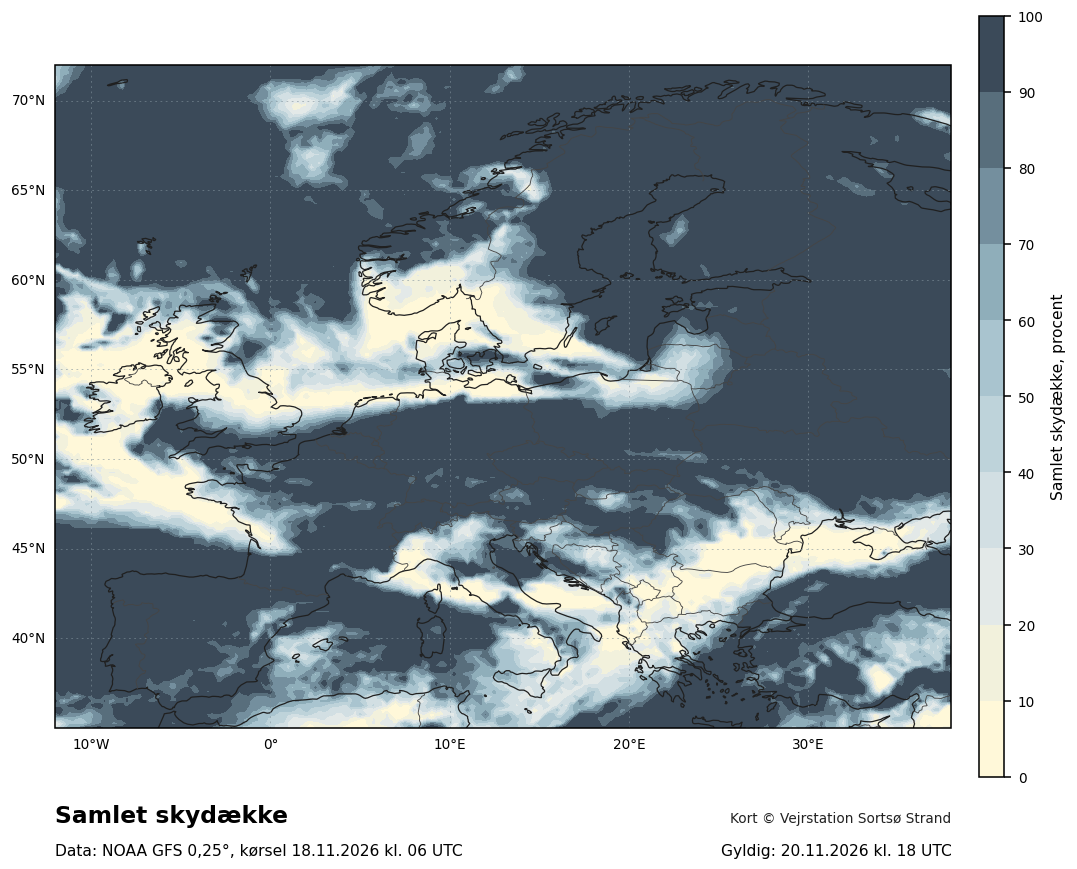 100
90
80
70
60
50
40
30
20
10
0
Samlet skydække, procent
70°N
65°N
60°N
55°N
50°N
45°N
40°N
10°W
0°
10°E
20°E
30°E
Samlet skydække
Kort © Vejrstation Sortsø Strand
Data: NOAA GFS 0,25°, kørsel 18.11.2026 kl. 06 UTC
Gyldig: 20.11.2026 kl. 18 UTC